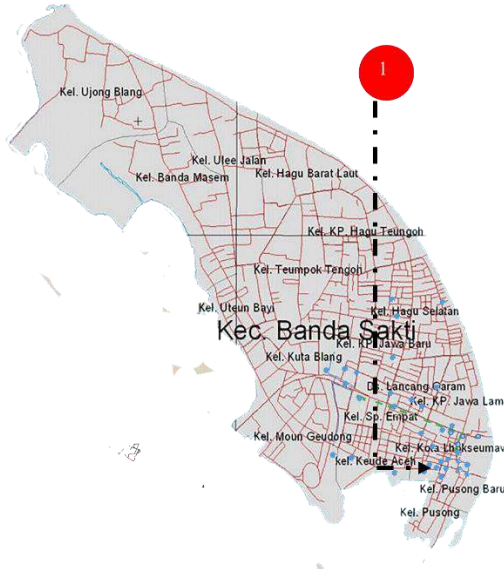 1
Kel. Ujong Blang
Kel. Ulee Jalan
Kel. Banda Masem
Kel. Hagu Barat Laut
Kel. KP. Hagu Teungoh
Kel. Teumpok Tengoh
Kel. Uteun Bayi
Kel. Hagu Selatan
Kec. Banda Sakti
Kel. KP. Jawa Baru
Kel. Kuta Blang
Ds. Lancang Garam
Kel. KP. Jawa Lam
Kel. Sp. Empat
Kel. Moun Geudong
Kel. Kota Lhokseumaw
Kel. Keude Aceh
Kel. Pusong Baru
Kel. Pusong